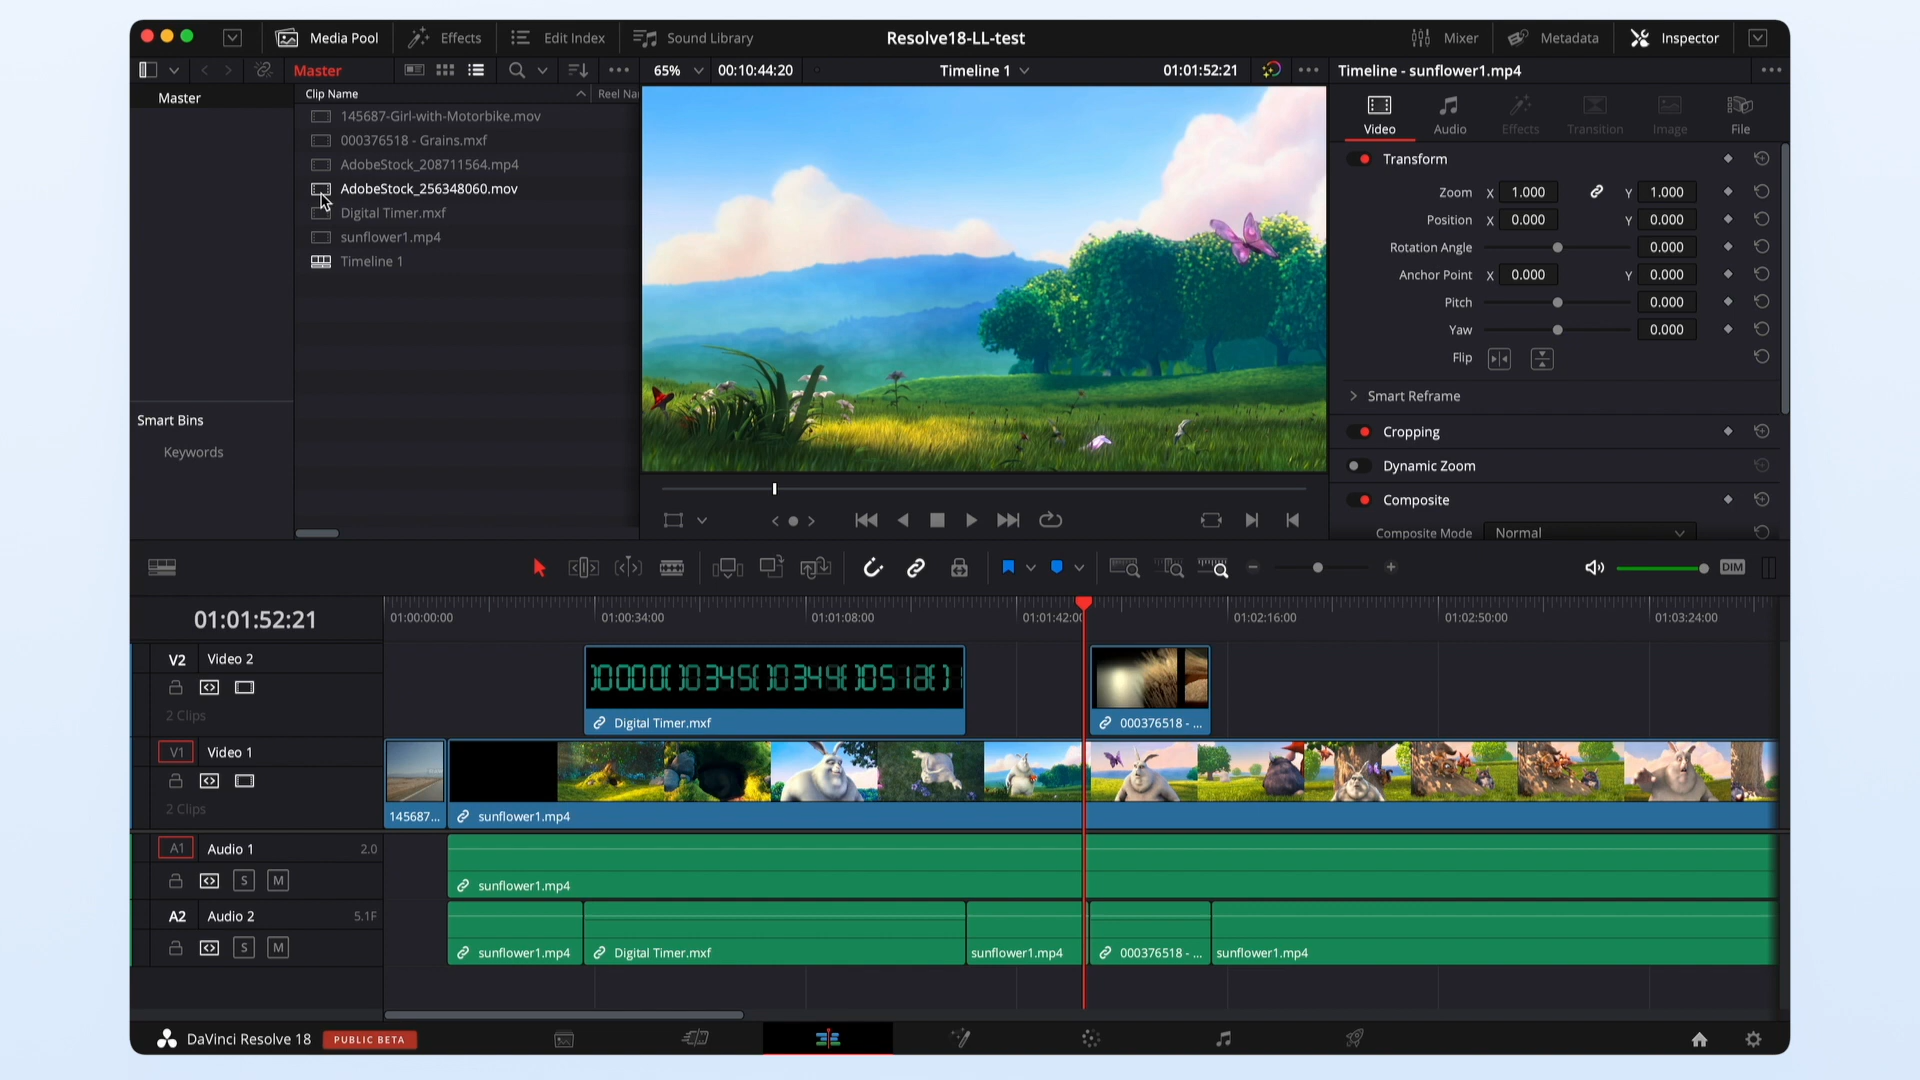 Media Pool
Effects
Edit Index
Sound Library
Resolve18-LL-test
Mixer
Metadata
Inspector
Master
65%
00:10:44:20
Timeline 1
01:01:52:21
Timeline - sunflower1.mp4
Master
Clip Name
Reel Na
145687-Girl-with-Motorbike.mov
000376518 - Grains.mxf
AdobeStock_208711564.mp4
AdobeStock_256348060.mov
Digital Timer.mxf
sunflower1.mp4
Timeline 1
Smart Bins
Keywords
Video
Audio
Effects
Transition
Image
File
Transform
Zoom X 1.000 Y 1.000
Position X 0.000 Y 0.000
Rotation Angle 0.000
Anchor Point X 0.000 Y 0.000
Pitch 0.000
Yaw 0.000
Flip
Smart Reframe
Cropping
Dynamic Zoom
Composite
Composite Mode Normal
DIM
01:01:52:21
01:00:00:00
01:00:34:00
01:01:08:00
01:01:42:00
01:02:16:00
01:02:50:00
01:03:24:00
V2 Video 2
2 Clips
Digital Timer.mxf
000376518 - ...
V1 Video 1
2 Clips
145687...
sunflower1.mp4
A1 Audio 1 2.0
S M
sunflower1.mp4
A2 Audio 2 5.1F
S M
sunflower1.mp4
Digital Timer.mxf
sunflower1.mp4
000376518 - ...
sunflower1.mp4
DaVinci Resolve 18
PUBLIC BETA